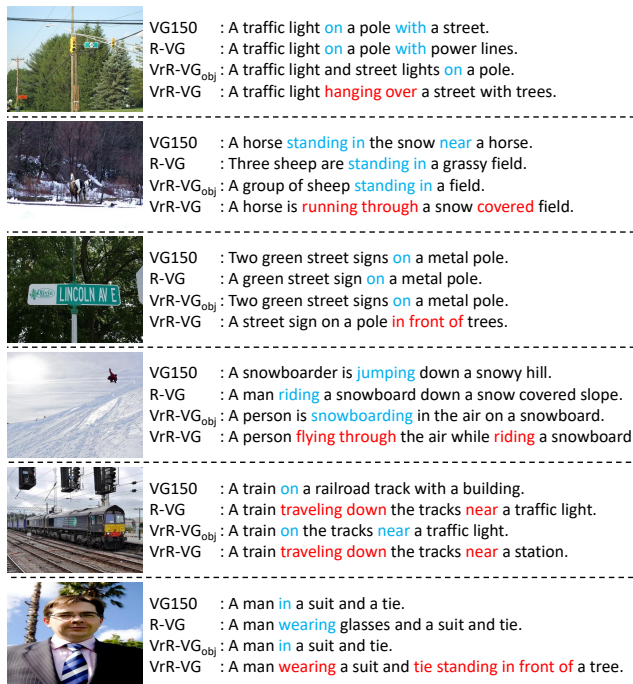 VG150 : A traffic light on a pole with a street.
R-VG : A traffic light on a pole with power lines.
VrR-VGobj : A traffic light and street lights on a pole.
VrR-VG : A traffic light hanging over a street with trees.
VG150 : A horse standing in the snow near a horse.
R-VG : Three sheep are standing in a grassy field.
VrR-VGobj : A group of sheep standing in a field.
VrR-VG : A horse is running through a snow covered field.
LINCOLN AV E
VG150 : Two green street signs on a metal pole.
R-VG : A green street sign on a metal pole.
VrR-VGobj : Two green street signs on a metal pole.
VrR-VG : A street sign on a pole in front of trees.
VG150 : A snowboarder is jumping down a snowy hill.
R-VG : A man riding a snowboard down a snow covered slope.
VrR-VGobj : A person is snowboarding in the air on a snowboard.
VrR-VG : A person flying through the air while riding a snowboard
VG150 : A train on a railroad track with a building.
R-VG : A train traveling down the tracks near a traffic light.
VrR-VGobj : A train on the tracks near a traffic light.
VrR-VG : A train traveling down the tracks near a station.
VG150 : A man in a suit and a tie.
R-VG : A man wearing glasses and a suit and tie.
VrR-VGobj : A man in a suit and tie.
VrR-VG : A man wearing a suit and tie standing in front of a tree.